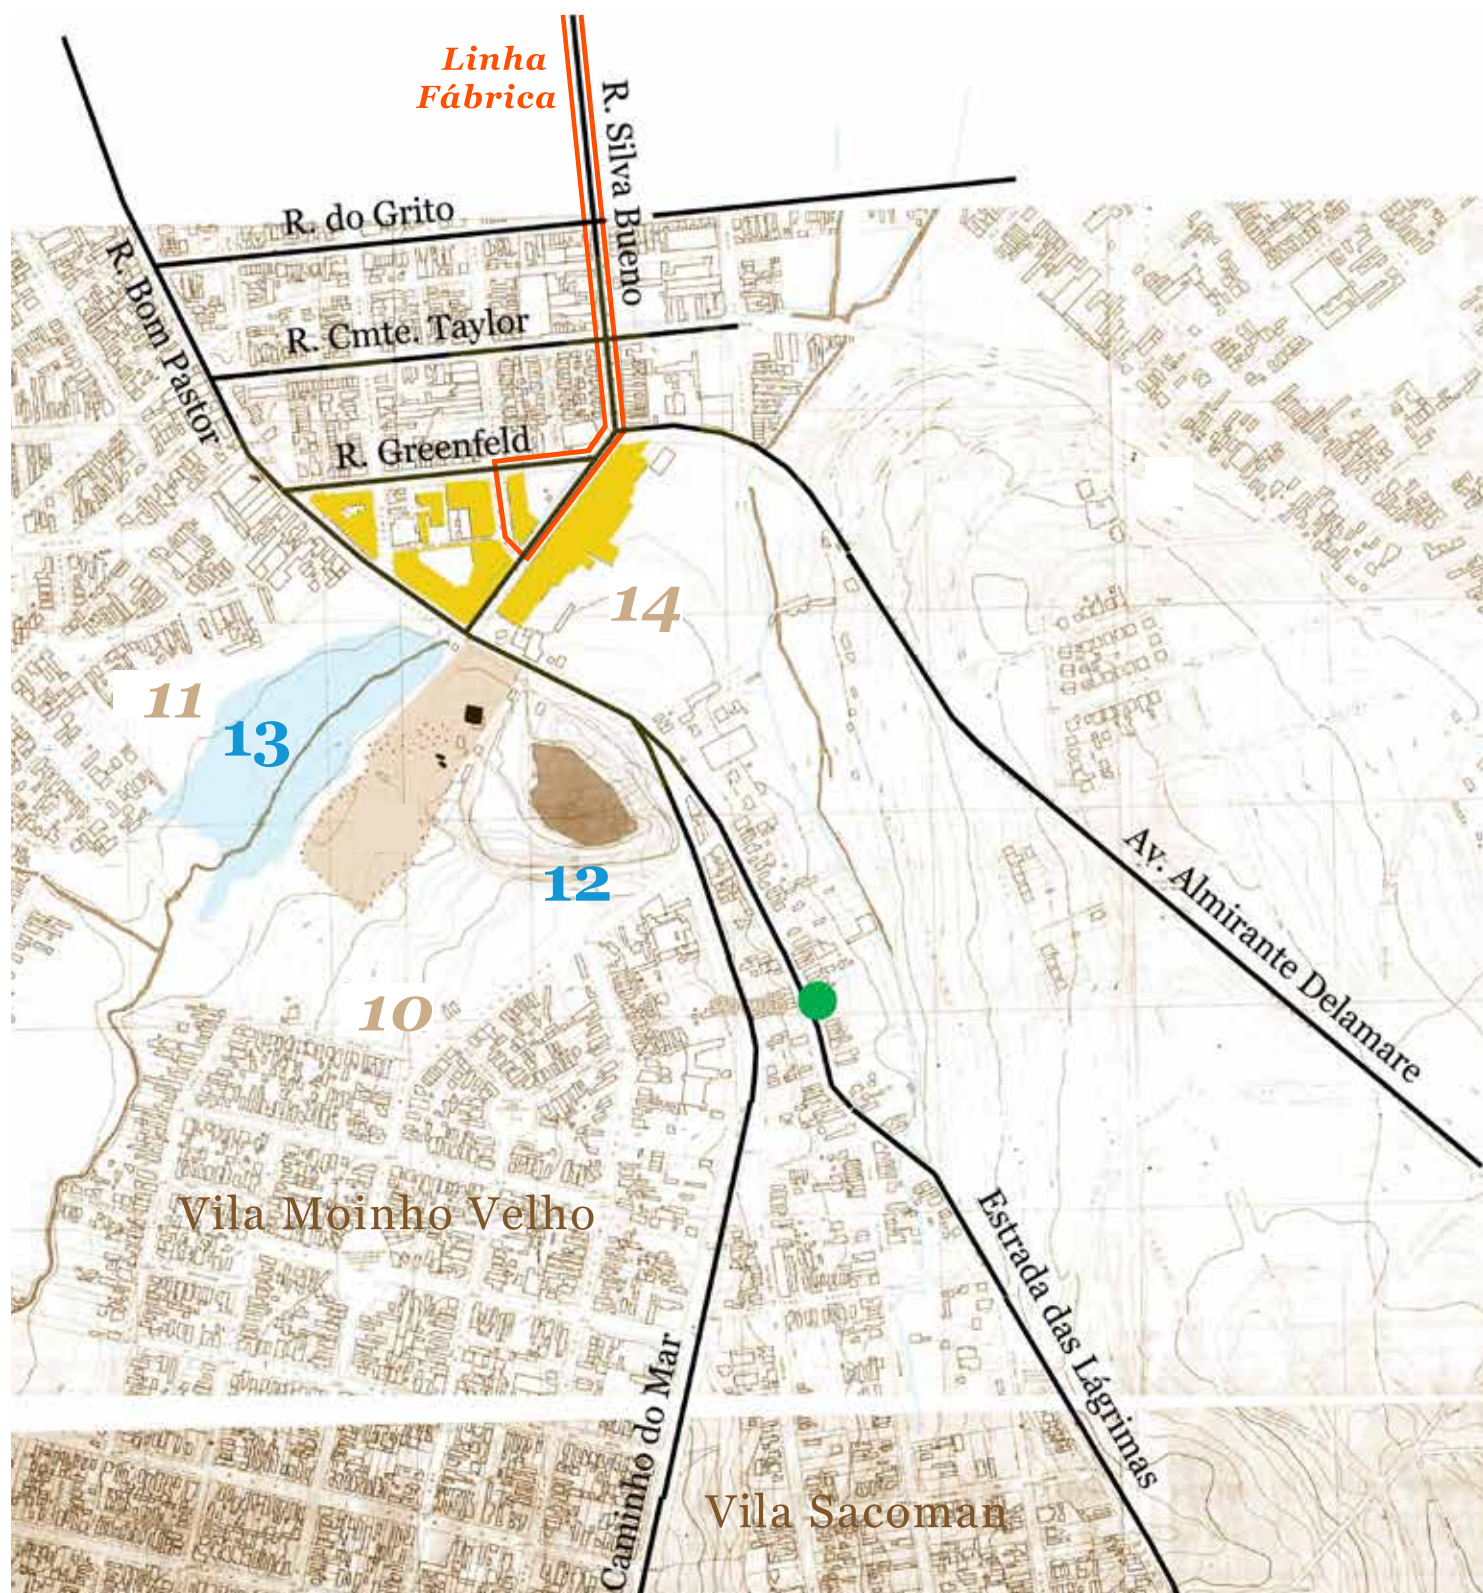 Linha
Fábrica
R. Silva Bueno
R. do Grito
R. Bom Pastor
R. Cmte. Taylor
R. Greenfeld
14
11
13
12
Av. Almirante Delamare
10
Vila Moinho Velho
Estrada das Lágrimas
Caminho do Mar
Vila Sacoman